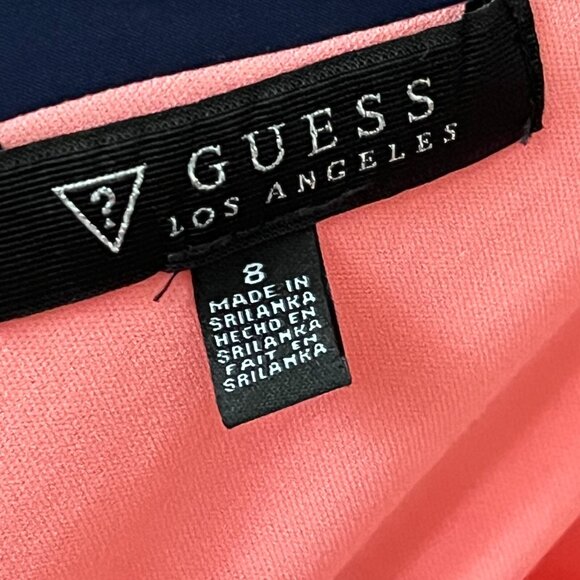 ?
GUESS
LOS ANGELES
8
MADE IN
SRILANKA
HECHO EN
SRILANKA
FAIT EN
SRILANKA